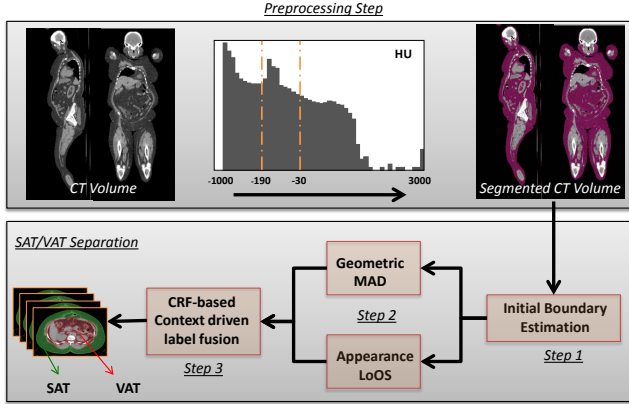 Preprocessing Step
HU
CT Volume
-1000 -190 -30 3000
Segmented CT Volume
SAT/VAT Separation
Geometric
MAD
CRF-based
Context driven
label fusion
Step 2
Initial Boundary
Estimation
Appearance
LoOS
Step 3
Step 1
SAT VAT